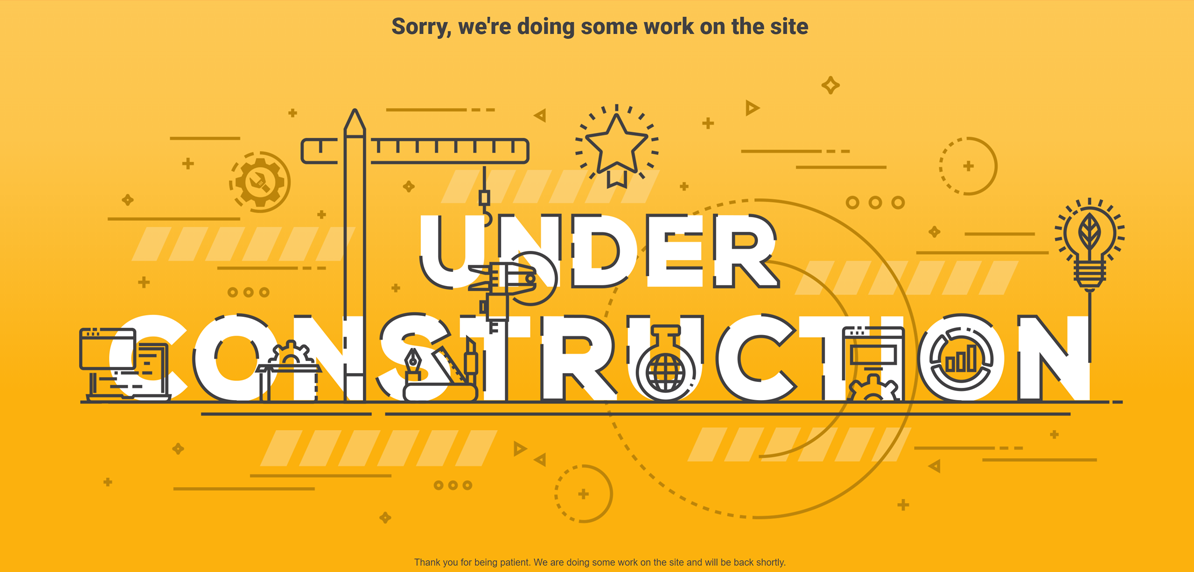 Sorry, we're doing some work on the site
UNDER
CONSTRUCTION
Thank you for being patient. We are doing some work on the site and will be back shortly.